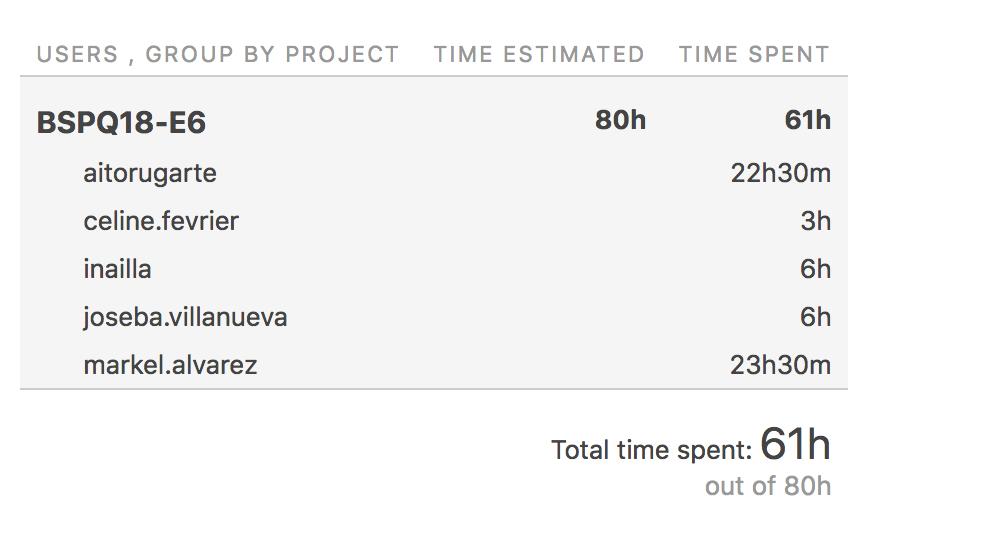 USERS , GROUP BY PROJECT TIME ESTIMATED TIME SPENT
BSPQ18-E6 80h 61h
aitorugarte 22h30m
celine.fevrier 3h
inailla 6h
joseba.villanueva 6h
markel.alvarez 23h30m
Total time spent: 61h
out of 80h